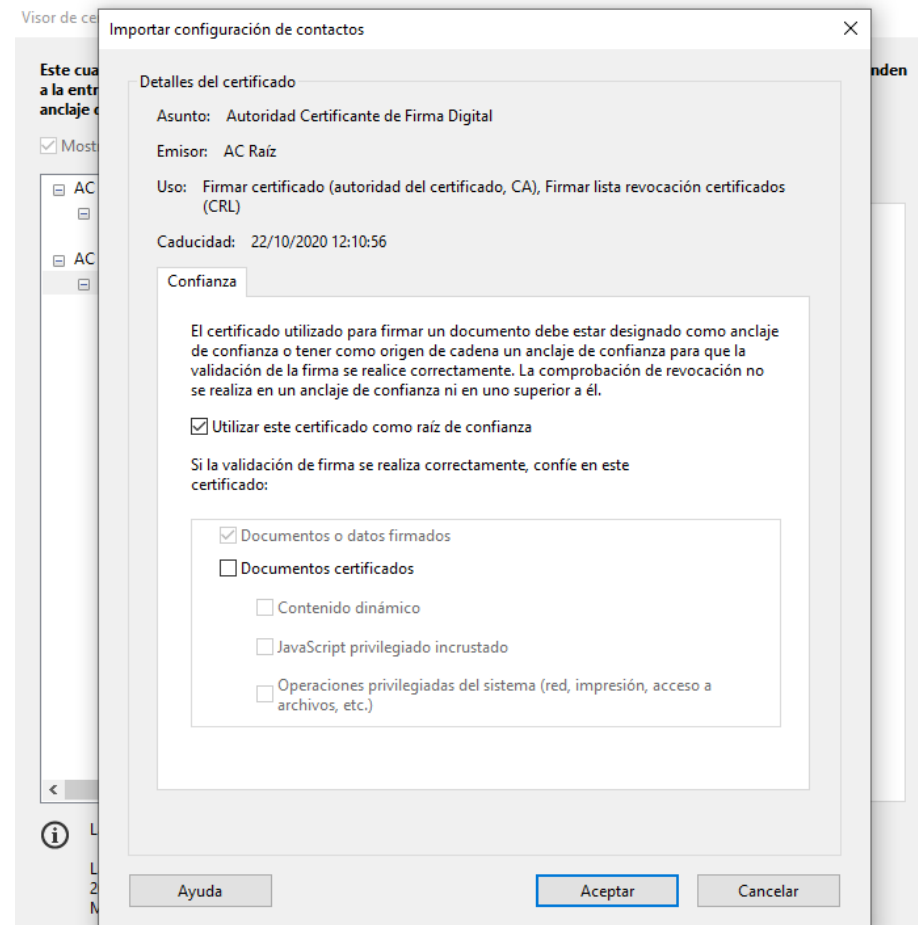 Visor de ce
Importar configuración de contactos
Este cua
nden
a la entr
anclaje
Most
AC
AC
Detalles del certificado
Asunto: Autoridad Certificante de Firma Digital
Emisor: AC Raíz
Uso: Firmar certificado (autoridad del certificado, CA), Firmar lista revocación certificados
(CRL)
Caducidad: 22/10/2020 12:10:56
Confianza
El certificado utilizado para firmar un documento debe estar designado como anclaje
de confianza o tener como origen de cadena un anclaje de confianza para que la
validación de la firma se realice correctamente. La comprobación de revocación no
se realiza en un anclaje de confianza ni en uno superior a él.
Utilizar este certificado como raíz de confianza
Si la validación de firma se realiza correctamente, confíe en este
certificado:
Documentos o datos firmados
Documentos certificados
Contenido dinámico
JavaScript privilegiado incrustado
Operaciones privilegiadas del sistema (red, impresión, acceso a
archivos, etc.)
L
L
2
M
Ayuda
Aceptar
Cancelar